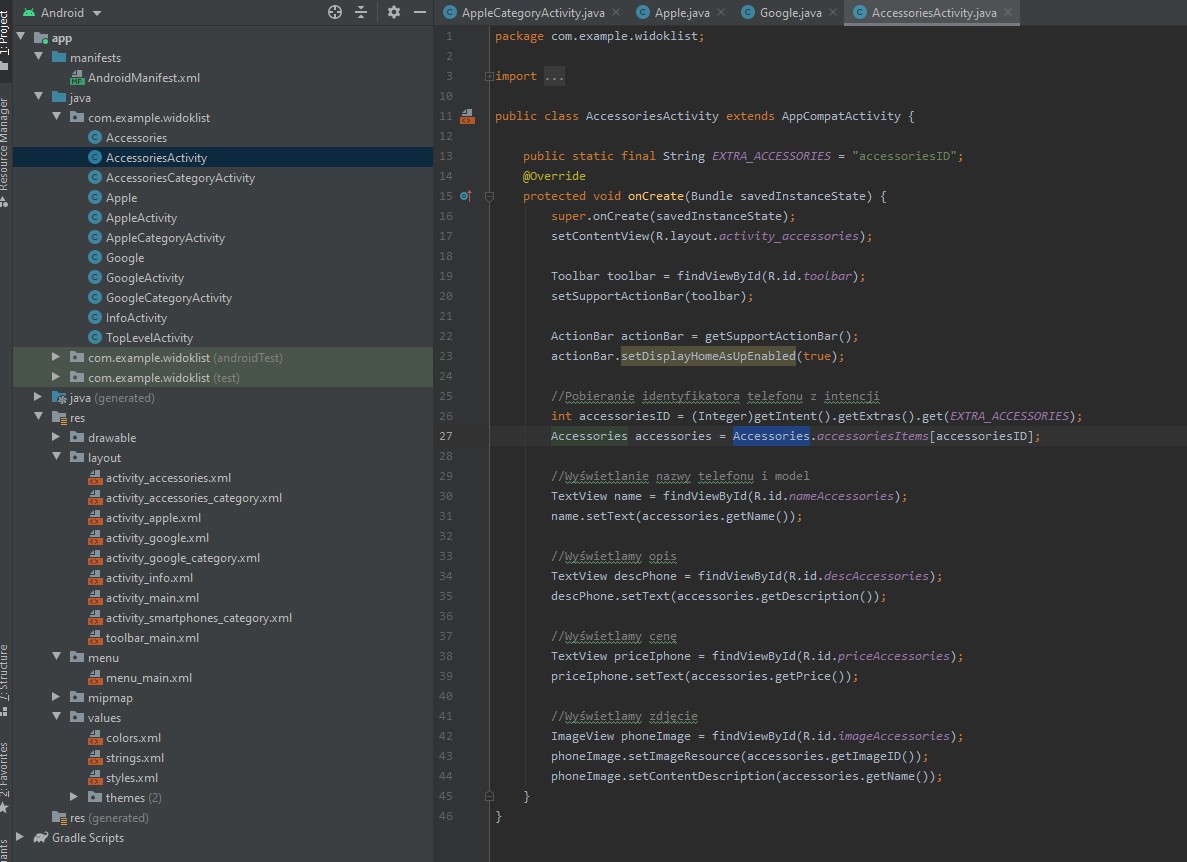 Android
AppleCategoryActivity.java
Apple.java
Google.java
AccessoriesActivity.java
1: Project
Resource Manager
7: Structure
2: Favorites
app
manifests
AndroidManifest.xml
java
com.example.widoklist
Accessories
AccessoriesActivity
AccessoriesCategoryActivity
Apple
AppleActivity
AppleCategoryActivity
Google
GoogleActivity
GoogleCategoryActivity
InfoActivity
TopLevelActivity
com.example.widoklist (androidTest)
com.example.widoklist (test)
java (generated)
res
drawable
layout
activity_accessories.xml
activity_accessories_category.xml
activity_apple.xml
activity_google.xml
activity_google_category.xml
activity_info.xml
activity_main.xml
activity_smartphones_category.xml
toolbar_main.xml
menu
menu_main.xml
mipmap
values
colors.xml
strings.xml
styles.xml
themes (2)
res (generated)
Gradle Scripts
1 package com.example.widoklist;
2
3 import ...
10
11 public class AccessoriesActivity extends AppCompatActivity {
12
13 public static final String EXTRA_ACCESSORIES = "accessoriesID";
14 @Override
15 protected void onCreate(Bundle savedInstanceState) {
16 super.onCreate(savedInstanceState);
17 setContentView(R.layout.activity_accessories);
18
19 Toolbar toolbar = findViewById(R.id.toolbar);
20 setSupportActionBar(toolbar);
21
22 ActionBar actionBar = getSupportActionBar();
23 actionBar.setDisplayHomeAsUpEnabled(true);
24
25 //Pobieranie identyfikatora telefonu z intencji
26 int accessoriesID = (Integer)getIntent().getExtras().get(EXTRA_ACCESSORIES);
27 Accessories accessories = Accessories.accessoriesItems[accessoriesID];
28
29 //Wyświetlanie nazwy telefonu i model
30 TextView name = findViewById(R.id.nameAccessories);
31 name.setText(accessories.getName());
32
33 //Wyświetlamy opis
34 TextView descPhone = findViewById(R.id.descAccessories);
35 descPhone.setText(accessories.getDescription());
36
37 //Wyświetlamy cenę
38 TextView priceIphone = findViewById(R.id.priceAccessories);
39 priceIphone.setText(accessories.getPrice());
40
41 //Wyświetlamy zdjęcie
42 ImageView phoneImage = findViewById(R.id.imageAccessories);
43 phoneImage.setImageResource(accessories.getImageID());
44 phoneImage.setContentDescription(accessories.getName());
45 }
46 }